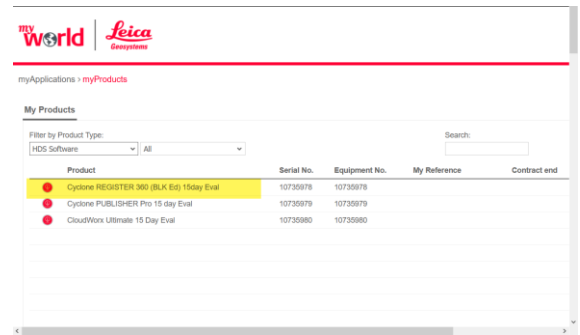 my
world
Leica
Geosystems
myApplications > myProducts
My Products
Filter by Product Type: Search:
HDS Software All
Product Serial No. Equipment No. My Reference Contract end
Cyclone REGISTER 360 (BLK Ed) 15day Eval 10735978 10735978
Cyclone PUBLISHER Pro 15 day Eval 10735979 10735979
CloudWorx Ultimate 15 Day Eval 10735980 10735980